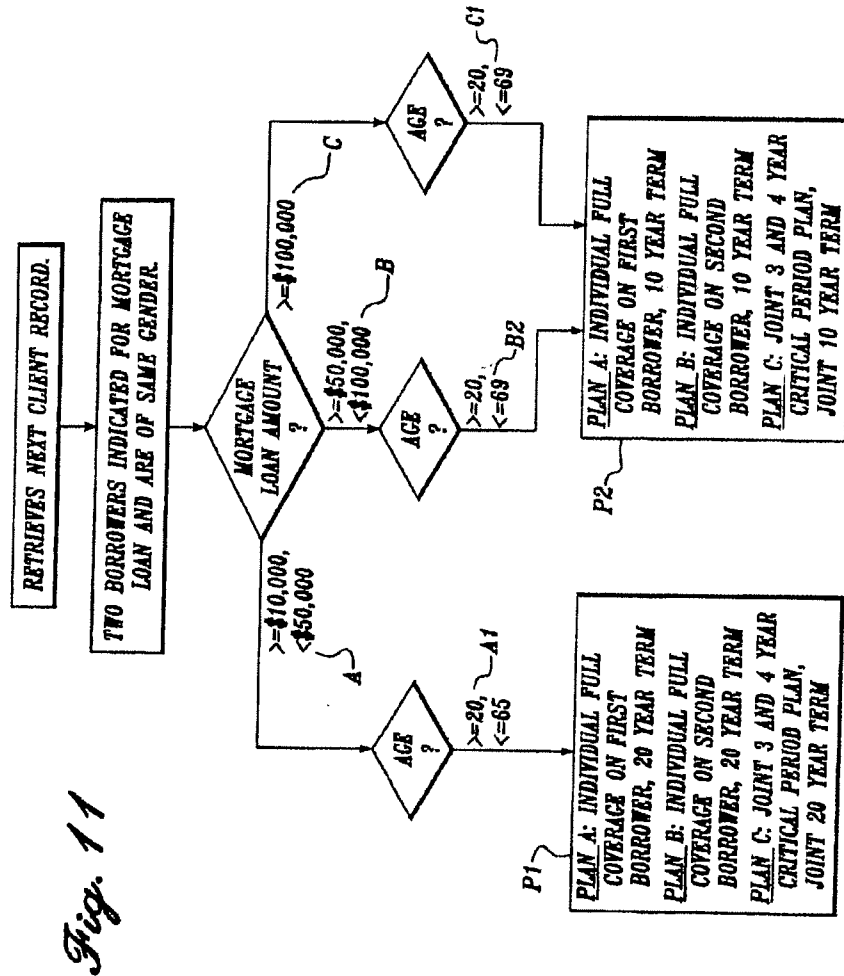 RETRIEVES NEXT CLIENT RECORD.
TWO BORROWERS INDICATED FOR MORTGAGE
LOAN AND ARE OF SAME GENDER.
MORTGAGE
LOAN AMOUNT
?
>=$10,000,
<$50,000
A
>=$50,000,
<$100,000
B
>=$100,000
C
AGE
?
>=20,
<=65
A1
AGE
?
>=20,
<=69
B2
AGE
?
>=20,
<=69
C1
P1
PLAN A: INDIVIDUAL FULL
COVERAGE ON FIRST
BORROWER, 20 YEAR TERM
PLAN B: INDIVIDUAL FULL
COVERAGE ON SECOND
BORROWER, 20 YEAR TERM
PLAN C: JOINT 3 AND 4 YEAR
CRITICAL PERIOD PLAN,
JOINT 20 YEAR TERM
P2
PLAN A: INDIVIDUAL FULL
COVERAGE ON FIRST
BORROWER, 10 YEAR TERM
PLAN B: INDIVIDUAL FULL
COVERAGE ON SECOND
BORROWER, 10 YEAR TERM
PLAN C: JOINT 3 AND 4 YEAR
CRITICAL PERIOD PLAN,
JOINT 10 YEAR TERM
Fig. 11